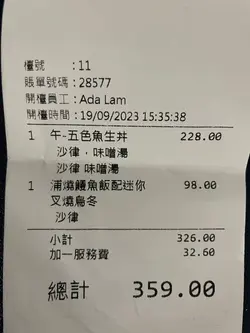 檯號 : 11
賬單號碼 : 28577
開檯員工 : Ada Lam
開檯時間 : 19/09/2023 15:35:38
1 午-五色魚生丼 228.00
沙律，味噌湯
沙律 味噌湯
1 蒲燒鰻魚飯配迷你 98.00
叉燒烏冬
沙律
小計 326.00
加一服務費 32.60
總計 359.00